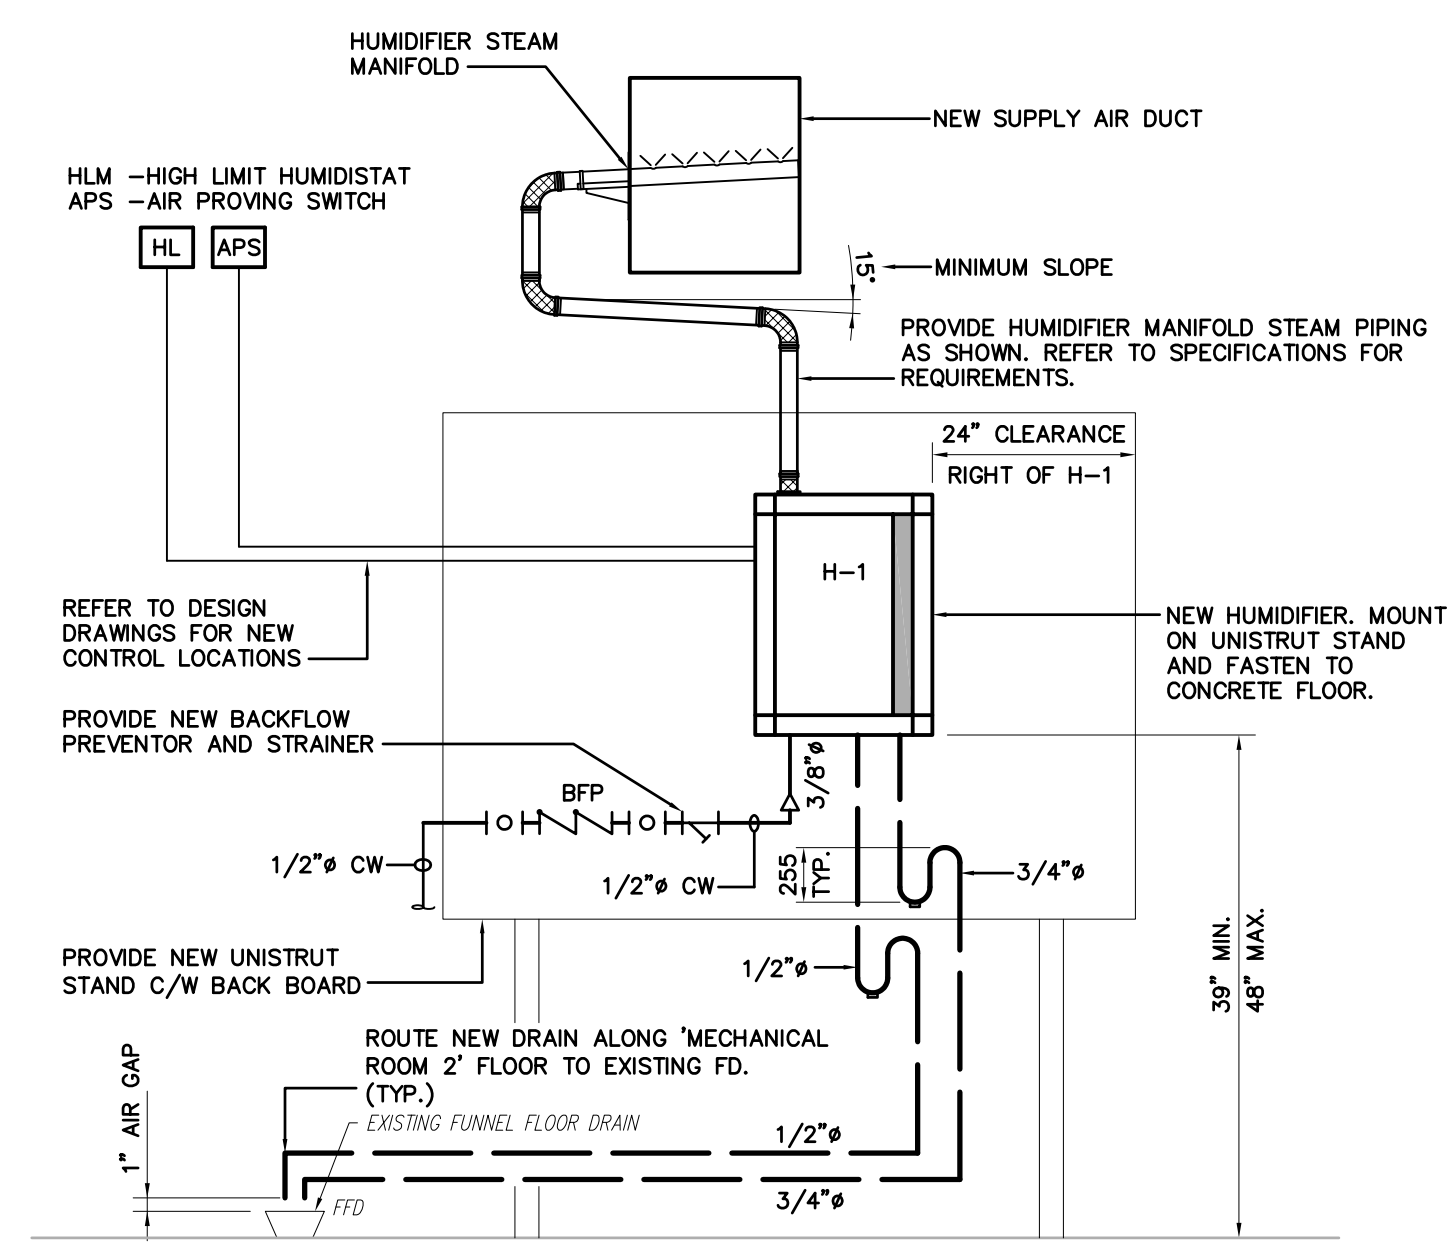 HUMIDIFIER STEAM
MANIFOLD
NEW SUPPLY AIR DUCT
HLM -HIGH LIMIT HUMIDISTAT
APS -AIR PROVING SWITCH
HL
APS
15°
MINIMUM SLOPE
PROVIDE HUMIDIFIER MANIFOLD STEAM PIPING
AS SHOWN. REFER TO SPECIFICATIONS FOR
REQUIREMENTS.
24" CLEARANCE
RIGHT OF H-1
H-1
REFER TO DESIGN
DRAWINGS FOR NEW
CONTROL LOCATIONS
NEW HUMIDIFIER. MOUNT
ON UNISTRUT STAND
AND FASTEN TO
CONCRETE FLOOR.
PROVIDE NEW BACKFLOW
PREVENTOR AND STRAINER
3/8"ø
BFP
1/2"ø CW
1/2"ø CW
255
TYP.
3/4"ø
PROVIDE NEW UNISTRUT
STAND C/W BACK BOARD
1/2"ø
39" MIN.
48" MAX.
ROUTE NEW DRAIN ALONG 'MECHANICAL
ROOM 2' FLOOR TO EXISTING FD.
(TYP.)
1" AIR GAP
EXISTING FUNNEL FLOOR DRAIN
1/2"ø
3/4"ø
FFD